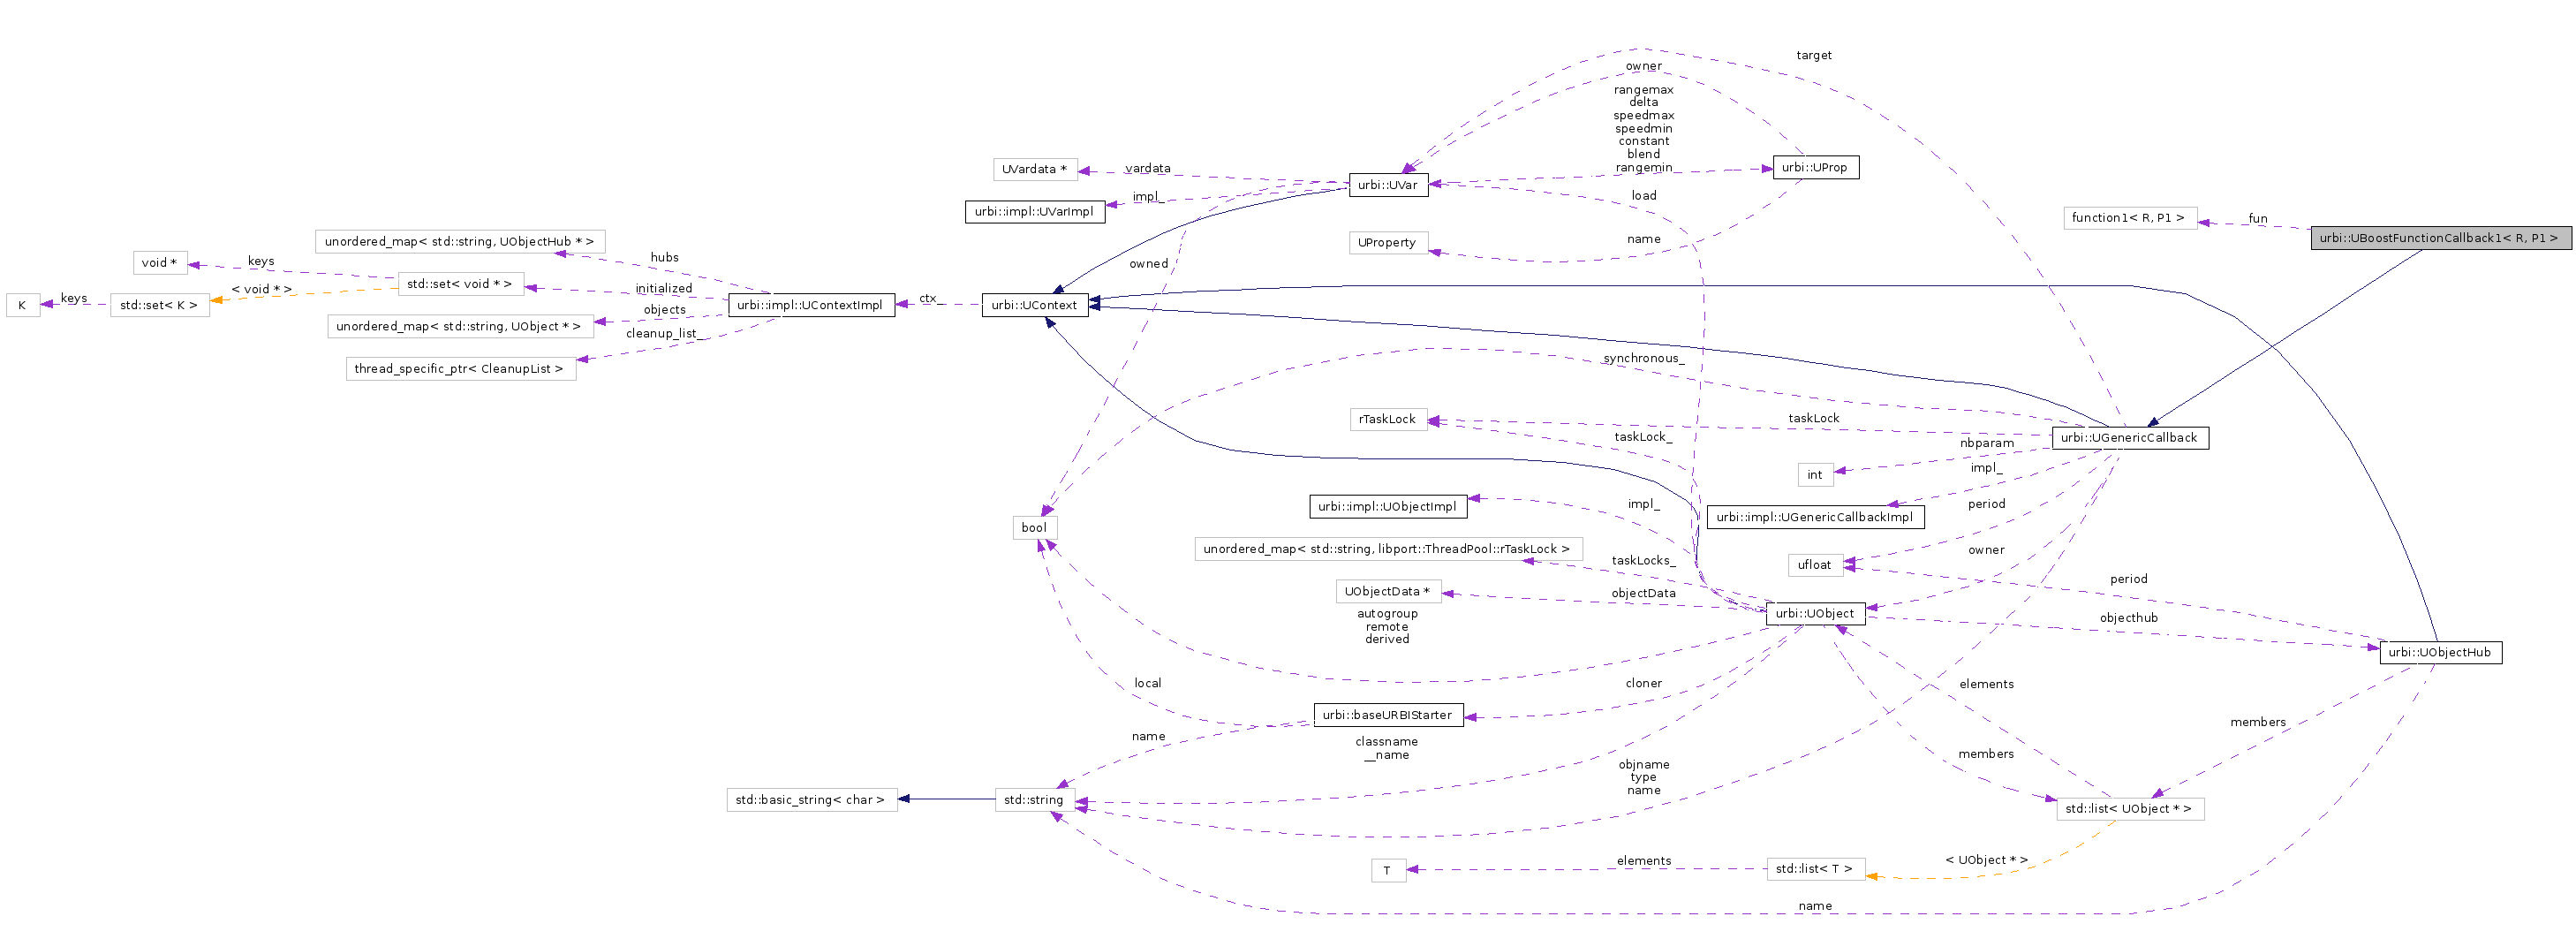 target
owner
rangemax
delta
speedmax
speedmin
constant
blend
rangemin
UVardata *
vardata
urbi::UVar
urbi::UProp
load
impl_
urbi::impl::UVarImpl
function1< R, P1 >
fun
urbi::UBoostFunctionCallback1< R, P1 >
unordered_map< std::string, UObjectHub * >
UProperty
name
hubs
owned
void *
keys
std::set< void * >
< void * >
initialized
K
keys
std::set< K >
urbi::impl::UContextImpl
ctx_
urbi::UContext
objects
unordered_map< std::string, UObject * >
cleanup_list_
thread_specific_ptr< CleanupList >
synchronous_
rTaskLock
taskLock
taskLock_
urbi::UGenericCallback
nbparam
int
impl_
urbi::impl::UObjectImpl
impl_
urbi::impl::UGenericCallbackImpl
period
bool
unordered_map< std::string, libport::ThreadPool::rTaskLock >
taskLocks_
owner
ufloat
period
UObjectData *
objectData
autogroup
remote
derived
urbi::UObject
objecthub
urbi::UObjectHub
local
cloner
elements
urbi::baseURBIStarter
name
members
classname
__name
members
objname
type
name
std::basic_string< char >
std::string
std::list< UObject * >
T
elements
std::list< T >
< UObject * >
name